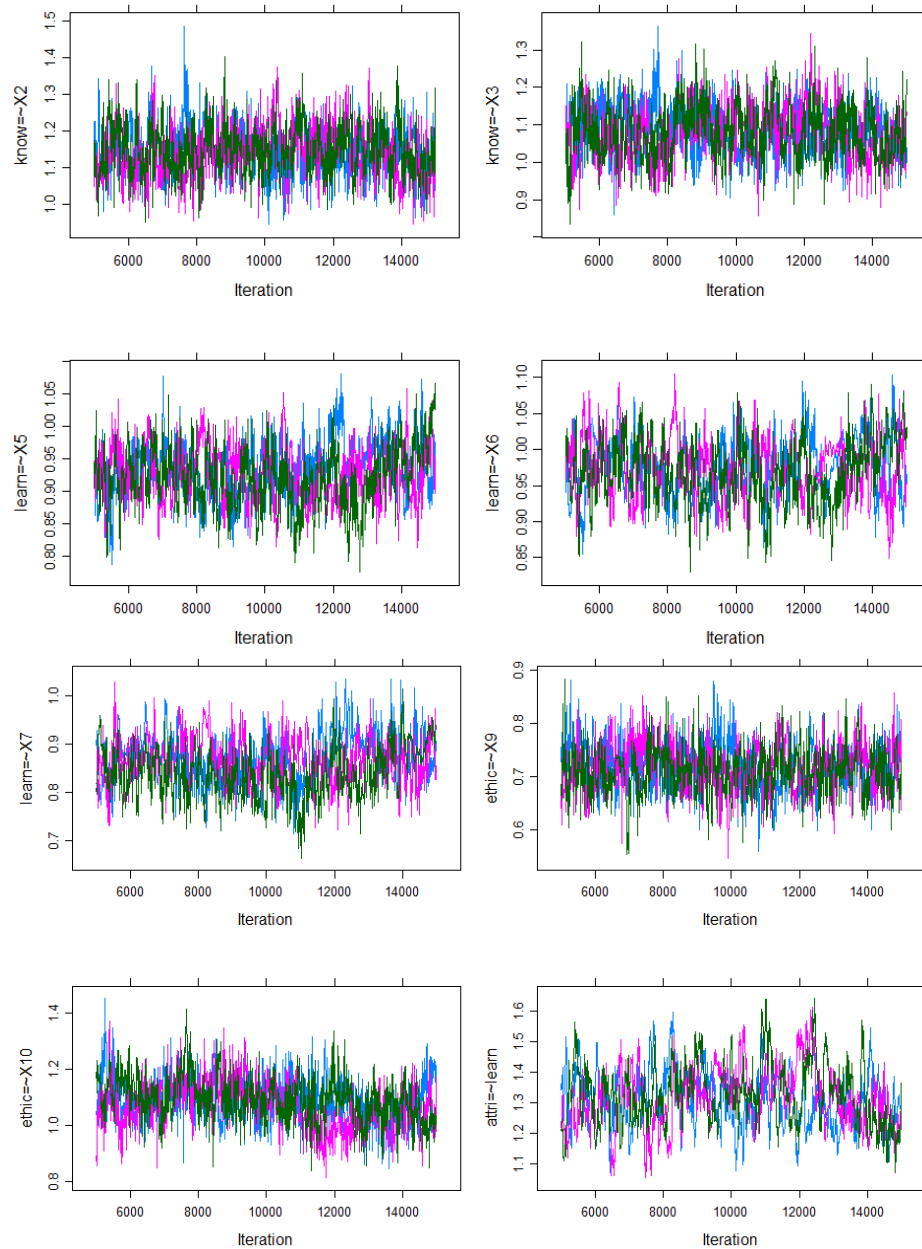 know=~X2
1.0 1.1 1.2 1.3 1.4 1.5
6000 8000 10000 12000 14000
Iteration
know=~X3
0.9 1.0 1.1 1.2 1.3
6000 8000 10000 12000 14000
Iteration
learn=~X5
0.80 0.85 0.90 0.95 1.00 1.05
6000 8000 10000 12000 14000
Iteration
learn=~X6
0.85 0.90 0.95 1.00 1.05 1.10
6000 8000 10000 12000 14000
Iteration
learn=~X7
0.7 0.8 0.9 1.0
6000 8000 10000 12000 14000
Iteration
ethic=~X9
0.6 0.7 0.8 0.9
6000 8000 10000 12000 14000
Iteration
ethic=~X10
0.8 1.0 1.2 1.4
6000 8000 10000 12000 14000
Iteration
attri~learn
1.1 1.2 1.3 1.4 1.5 1.6
6000 8000 10000 12000 14000
Iteration